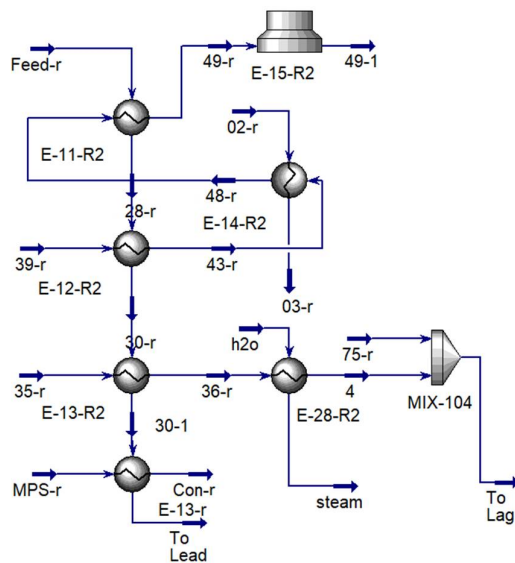 49-r
49-1
Feed-r
E-15-R2
02-r
E-11-R2
48-r
28-r
E-14-R2
39-r
43-r
E-12-R2
03-r
30-r
h2o
75-r
35-r
36-r
4
E-13-R2
MIX-104
30-1
E-28-R2
MPS-r
Con-r
E-13-r
steam
To
Lag
To
Lead